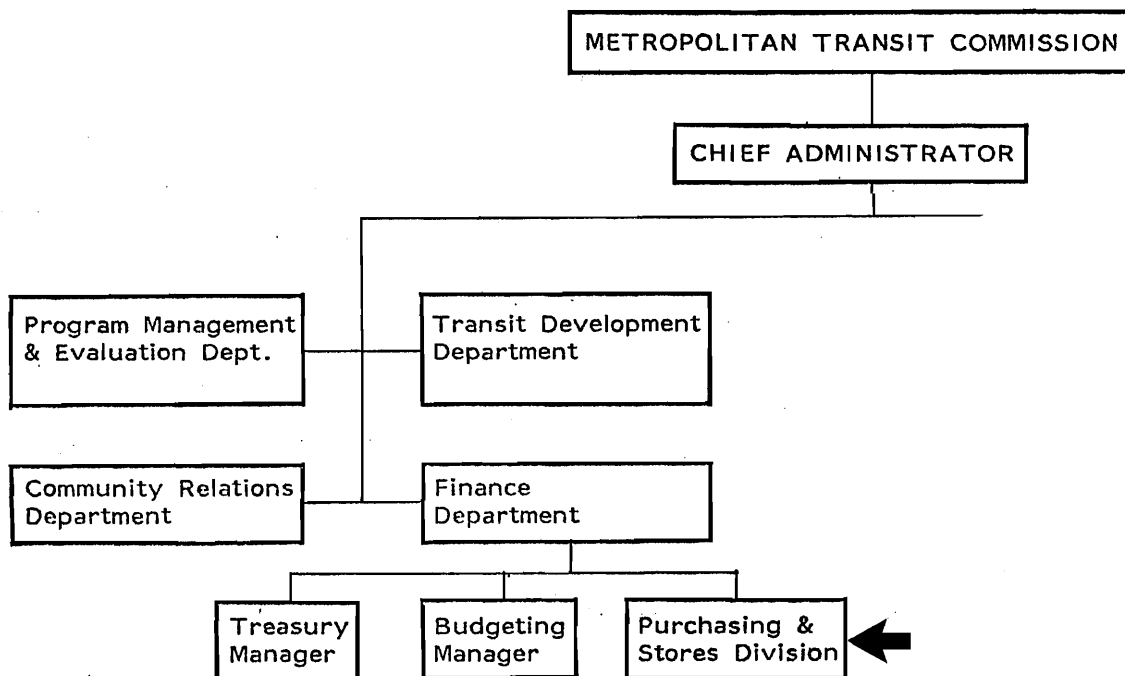 METROPOLITAN TRANSIT COMMISSION
CHIEF ADMINISTRATOR
Program Management
& Evaluation Dept.
Transit Development
Department
Community Relations
Department
Finance
Department
Treasury
Manager
Budgeting
Manager
Purchasing &
Stores Division